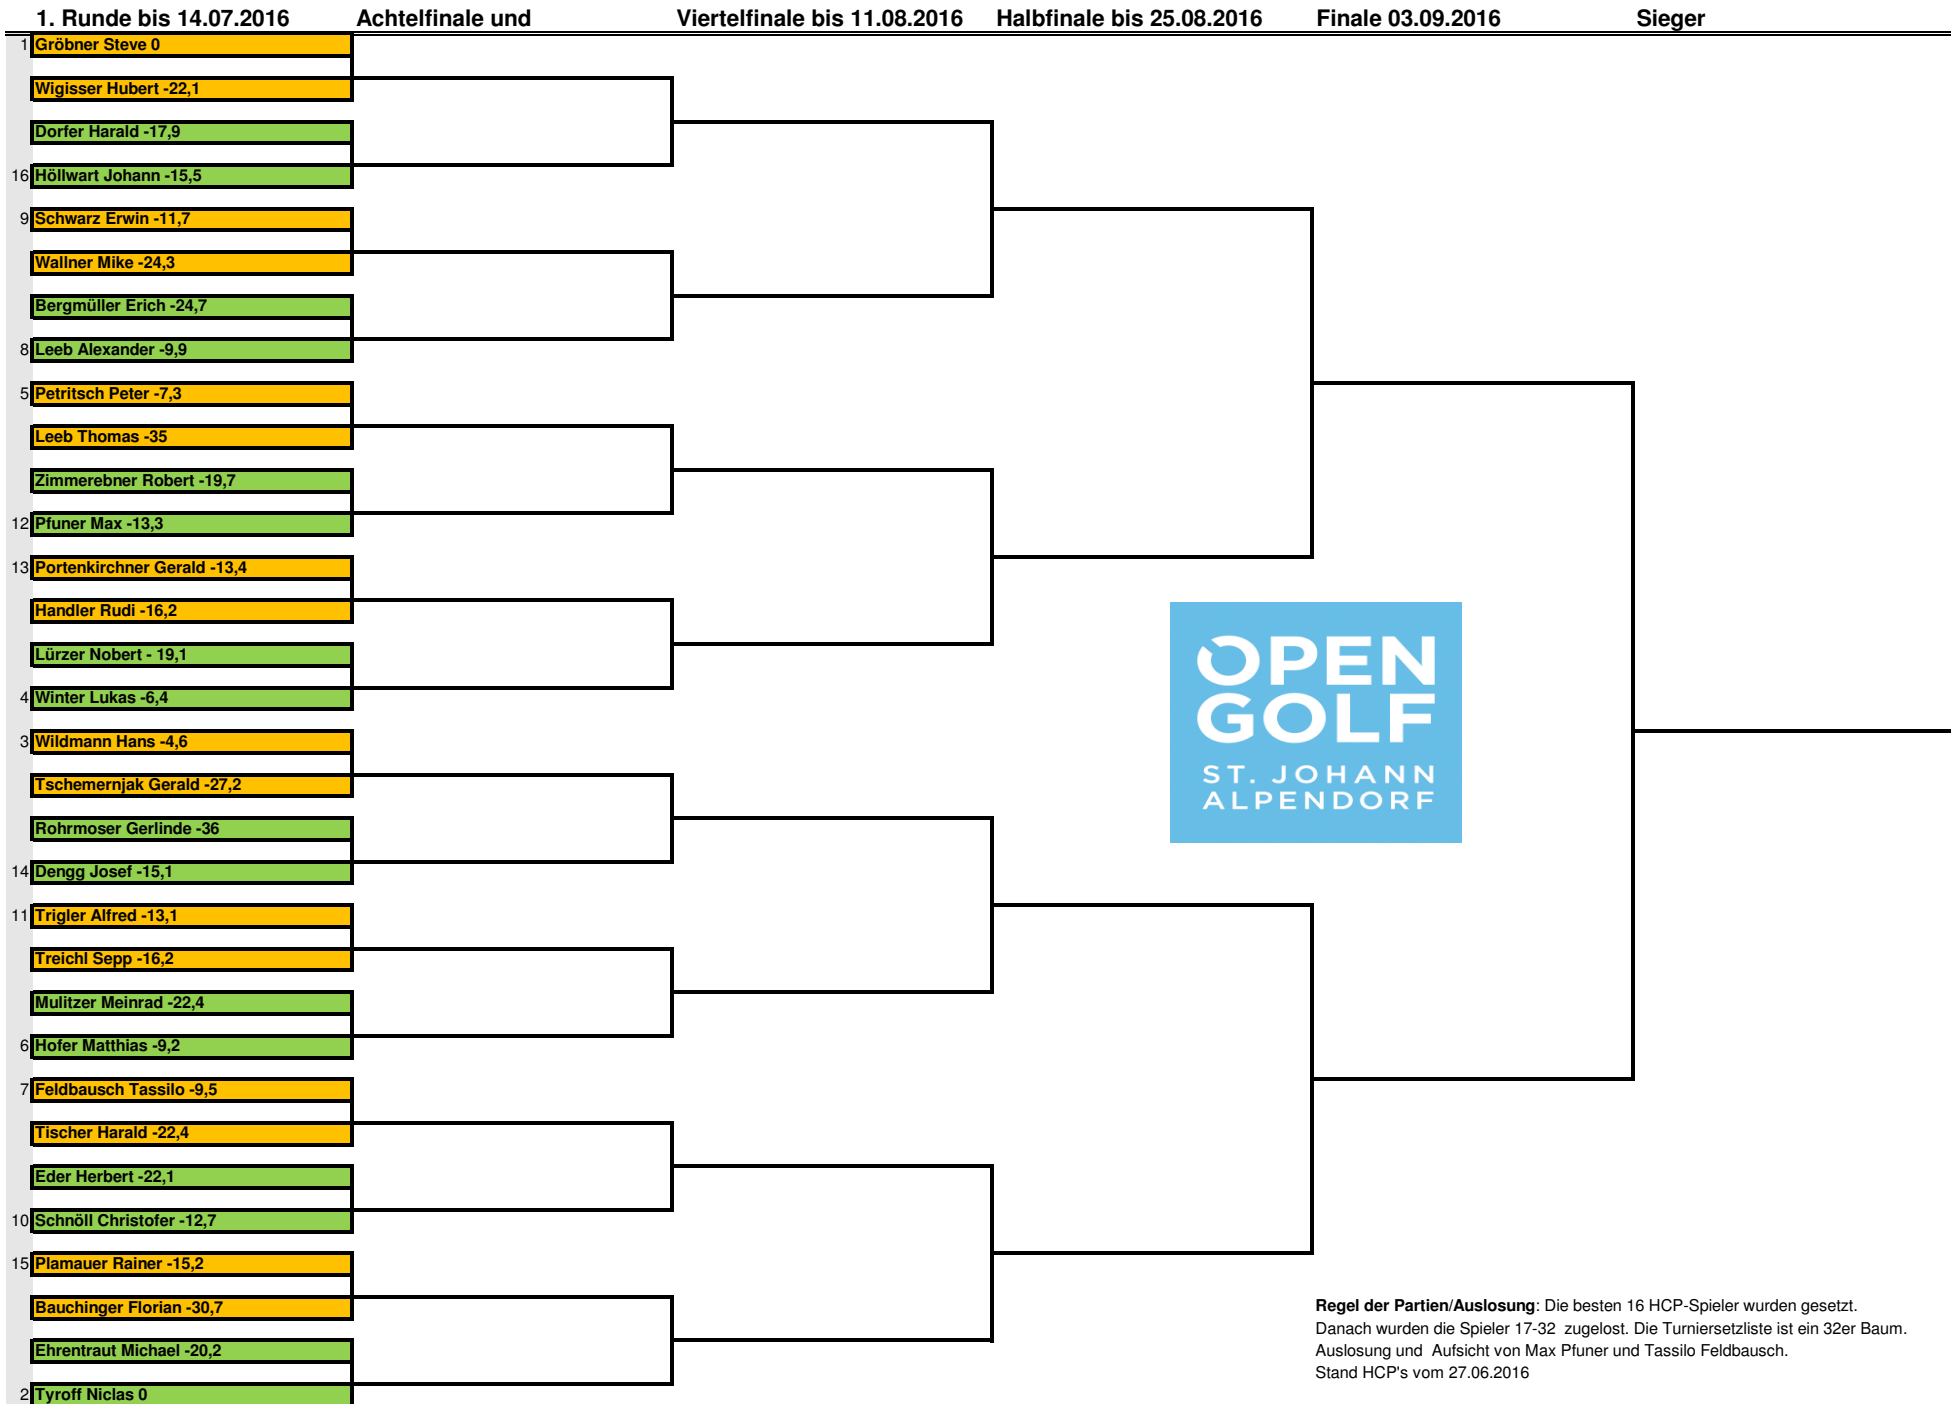 1. Runde bis 14.07.2016 Achtelfinale und Viertelfinale bis 11.08.2016 Halbfinale bis 25.08.2016 Finale 03.09.2016 Sieger
1 Gröbner Steve 0
Wigisser Hubert -22,1
Dorfer Harald -17,9
16 Höllwart Johann -15,5
9 Schwarz Erwin -11,7
Wallner Mike -24,3
Bergmüller Erich -24,7
8 Leeb Alexander -9,9
5 Petritsch Peter -7,3
Leeb Thomas -35
Zimmerebner Robert -19,7
12 Pfuner Max -13,3
13 Portenkirchner Gerald -13,4
Handler Rudi -16,2
Lürzer Nobert - 19,1
4 Winter Lukas -6,4
3 Wildmann Hans -4,6
Tschemernjak Gerald -27,2
Rohrmoser Gerlinde -36
14 Dengg Josef -15,1
11 Trigler Alfred -13,1
Treichl Sepp -16,2
Mulitzer Meinrad -22,4
6 Hofer Matthias -9,2
7 Feldbausch Tassilo -9,5
Tischer Harald -22,4
Eder Herbert -22,1
10 Schnöll Christofer -12,7
15 Plamauer Rainer -15,2
Bauchinger Florian -30,7
Ehrentraut Michael -20,2
2 Tyroff Niclas 0
OPEN
GOLF
ST. JOHANN
ALPENDORF
Regel der Partien/Auslosung: Die besten 16 HCP-Spieler wurden gesetzt.
Danach wurden die Spieler 17-32 zugelost. Die Turniersetzliste ist ein 32er Baum.
Auslosung und Aufsicht von Max Pfuner und Tassilo Feldbausch.
Stand HCP's vom 27.06.2016